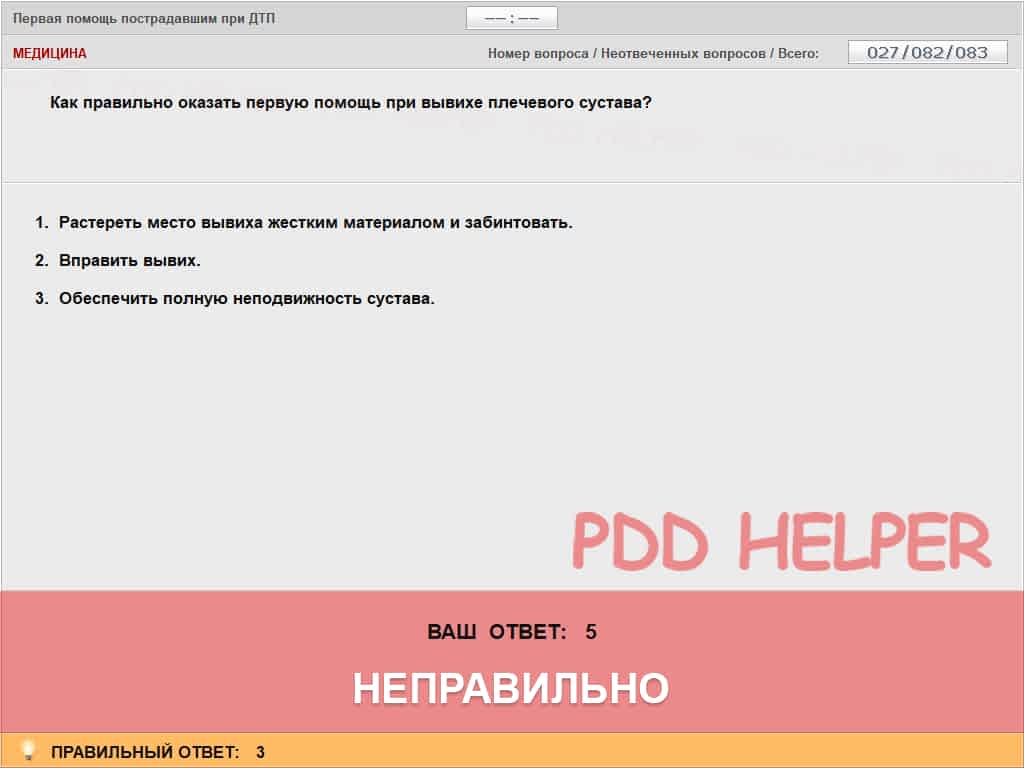 Первая помощь пострадавшим при ДТП
—— : ——
МЕДИЦИНА
Номер вопроса / Неотвеченных вопросов / Всего:
027/082/083
Как правильно оказать первую помощь при вывихе плечевого сустава?
1. Растереть место вывиха жестким материалом и забинтовать.
2. Вправить вывих.
3. Обеспечить полную неподвижность сустава.
PDD HELPER
ВАШ ОТВЕТ: 5
НЕПРАВИЛЬНО
ПРАВИЛЬНЫЙ ОТВЕТ: 3